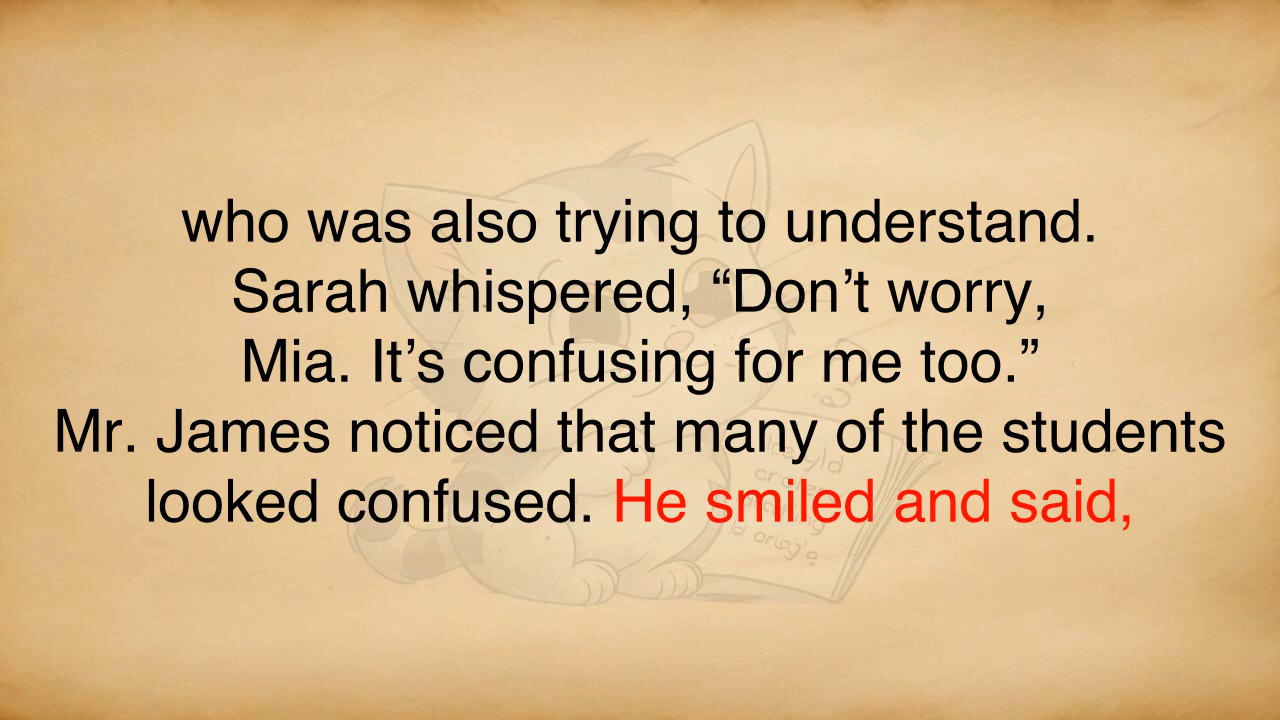 who was also trying to understand.
Sarah whispered, “Don’t worry,
Mia. It’s confusing for me too.”
Mr. James noticed that many of the students
looked confused. He smiled and said,